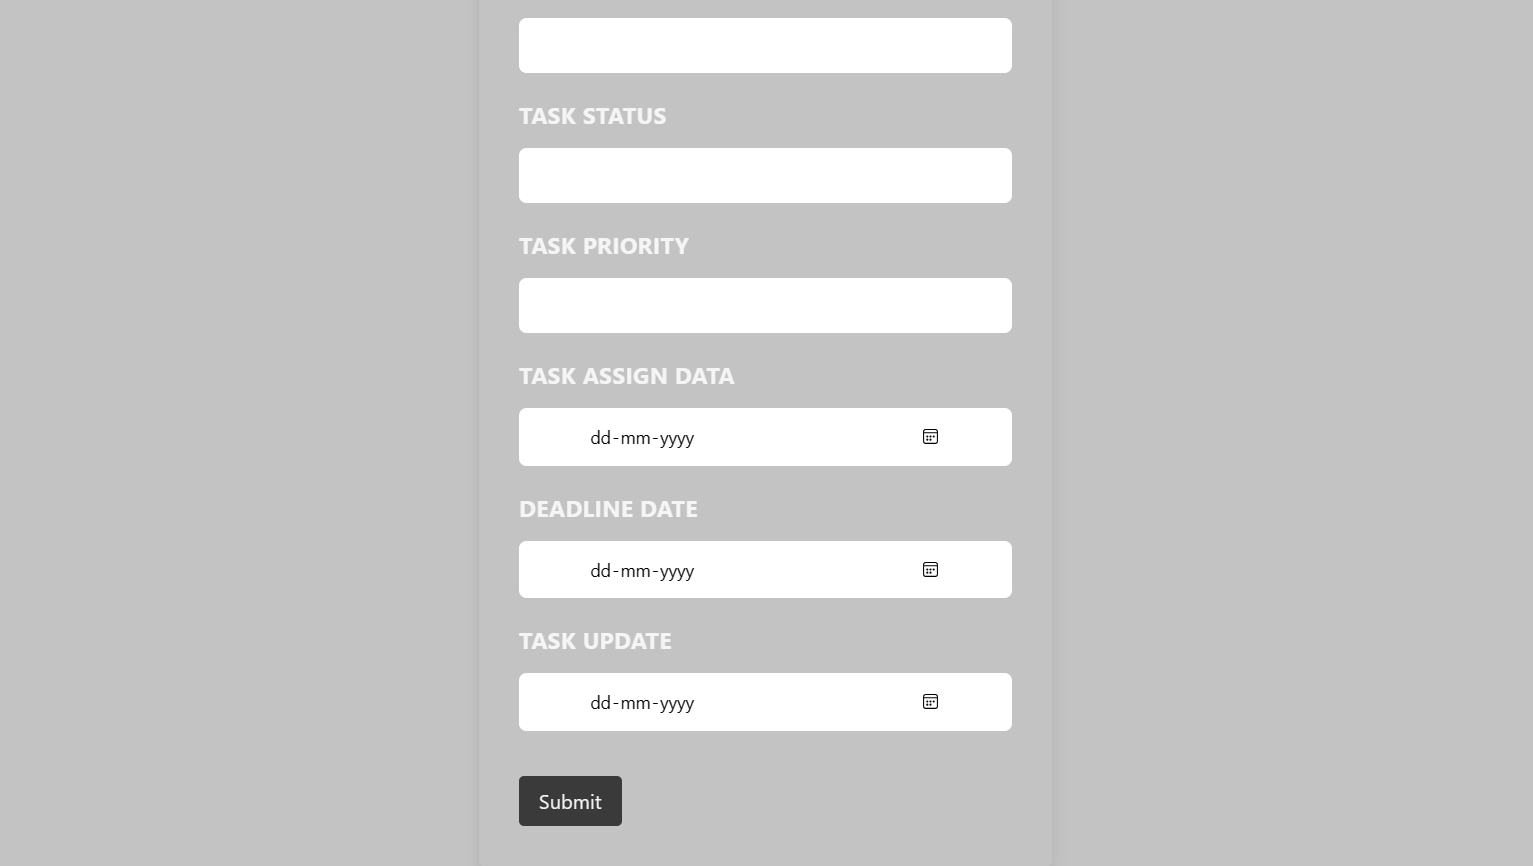 TASK STATUS
TASK PRIORITY
TASK ASSIGN DATA
dd-mm-yyyy
DEADLINE DATE
dd-mm-yyyy
TASK UPDATE
dd-mm-yyyy
Submit